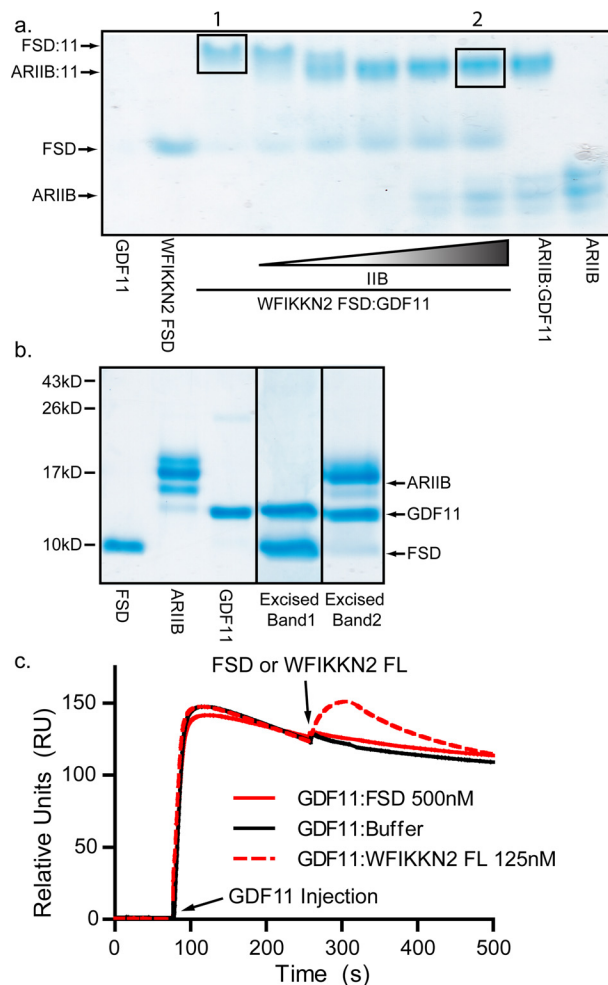 a.
1 2
FSD:11
ARIIB:11
FSD
ARIIB
GDF11
WFIKKN2
FSD
IIB
WFIKKN2 FSD:GDF11
ARIIB:GDF11
ARIIB
b.
43kD
26kD
17kD
10kD
ARIIB
GDF11
FSD
FSD
ARIIB
GDF11
Excised
Band1
Excised
Band2
c.
FSD or WFIKKN2 FL
150
100
50
0
Relative Units (RU)
GDF11:FSD 500nM
GDF11:Buffer
GDF11:WFIKKN2 FL 125nM
GDF11 Injection
0 100 200 300 400 500
Time (s)